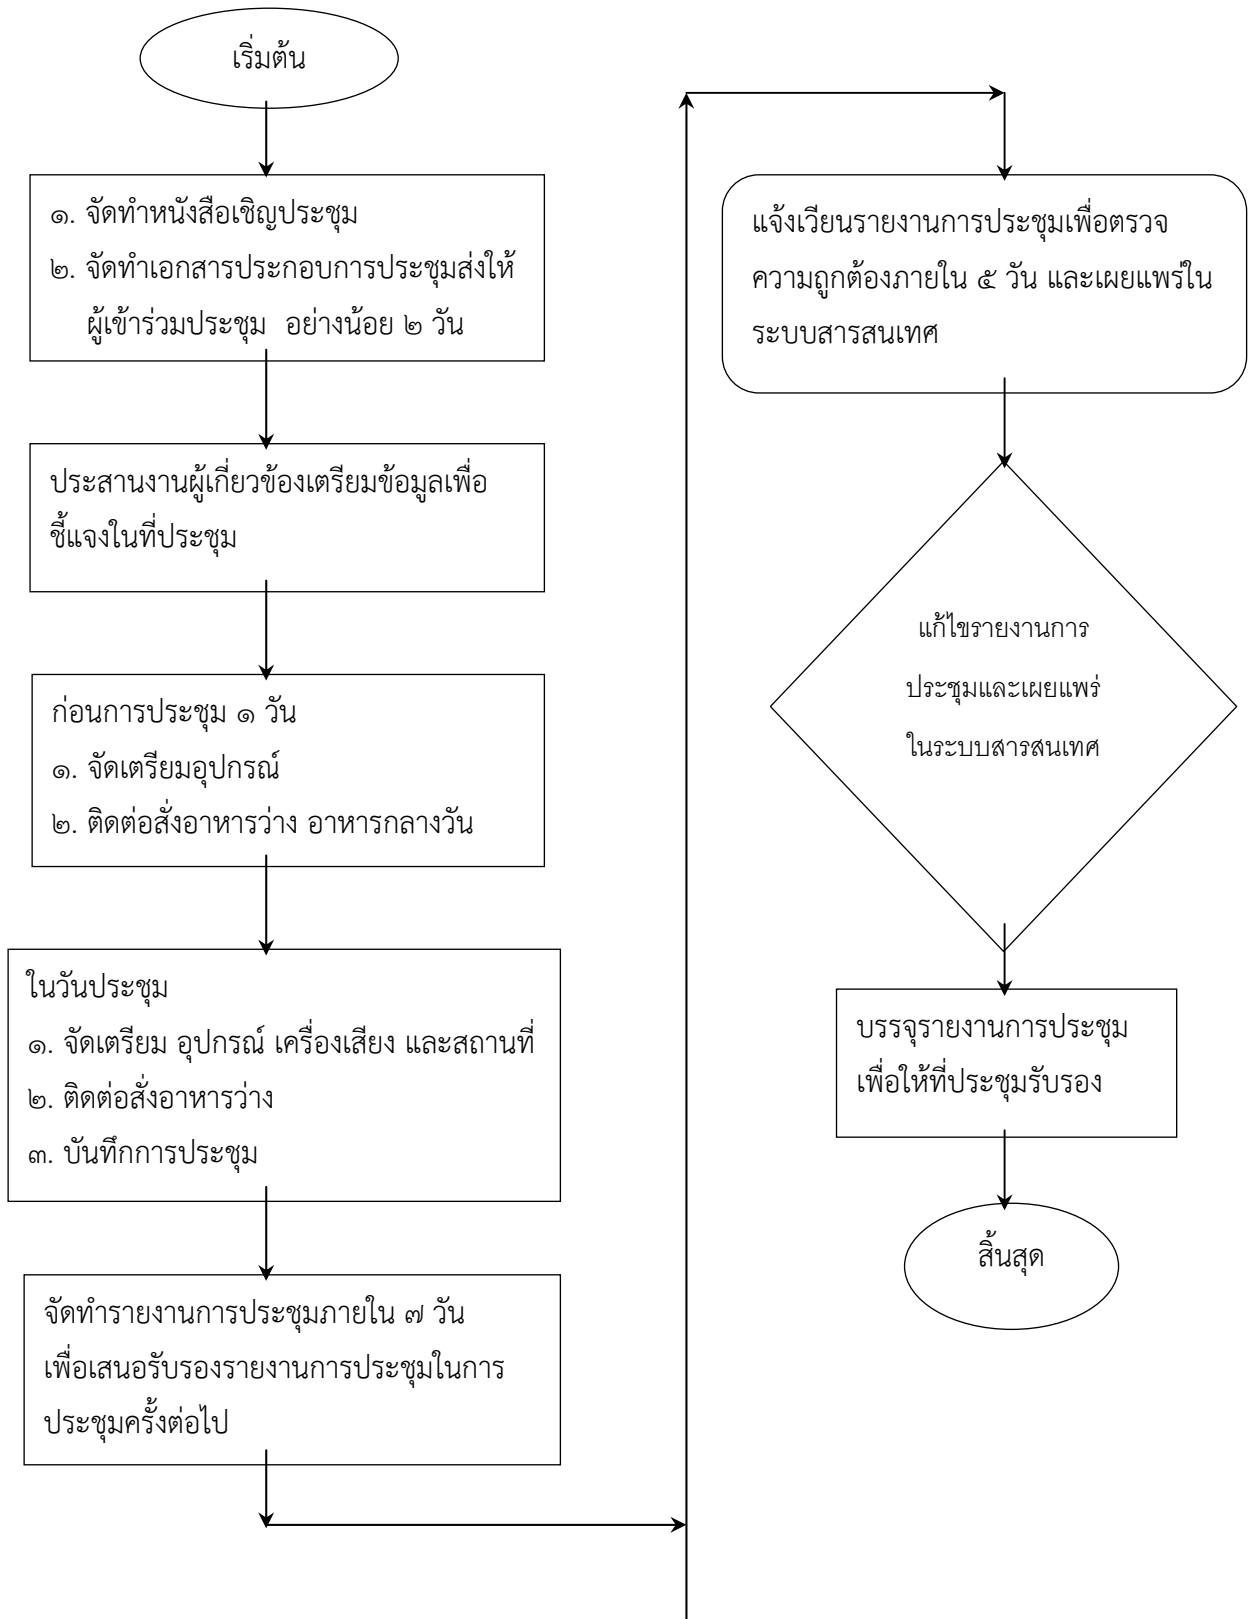 เริ่มต้น
๑. จัดทำหนังสือเชิญประชุม
๒. จัดทำเอกสารประกอบการประชุมส่งให้
ผู้เข้าร่วมประชุม อย่างน้อย ๒ วัน
ประสานงานผู้เกี่ยวข้องเตรียมข้อมูลเพื่อ
ชี้แจงในที่ประชุม
ก่อนการประชุม ๑ วัน
๑. จัดเตรียมอุปกรณ์
๒. ติดต่อสั่งอาหารว่าง อาหารกลางวัน
ในวันประชุม
๑. จัดเตรียม อุปกรณ์ เครื่องเสียง และสถานที่
๒. ติดต่อสั่งอาหารว่าง
๓. บันทึกการประชุม
จัดทำรายงานการประชุมภายใน ๗ วัน
เพื่อเสนอรับรองรายงานการประชุมในการ
ประชุมครั้งต่อไป
แจ้งเวียนรายงานการประชุมเพื่อตรวจ
ความถูกต้องภายใน ๕ วัน และเผยแพร่ใน
ระบบสารสนเทศ
แก้ไขรายงานการ
ประชุมและเผยแพร่
ในระบบสารสนเทศ
บรรจุรายงานการประชุม
เพื่อให้ที่ประชุมรับรอง
สิ้นสุด